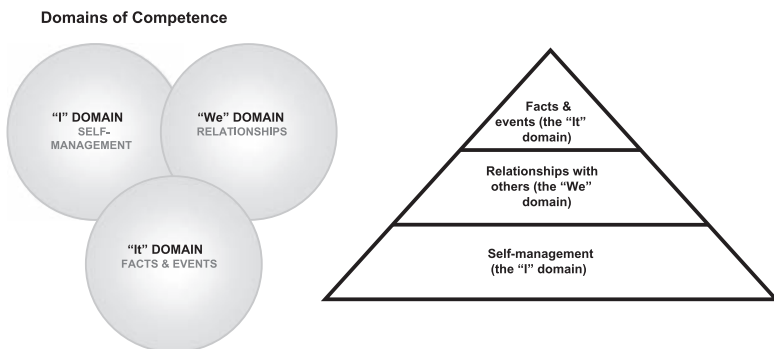 Domains of Competence
“I” DOMAIN
SELF-
MANAGEMENT
“We” DOMAIN
RELATIONSHIPS
“It” DOMAIN
FACTS & EVENTS
Facts &
events (the “It”
domain)
Relationships with
others (the “We”
domain)
Self-management
(the “I” domain)